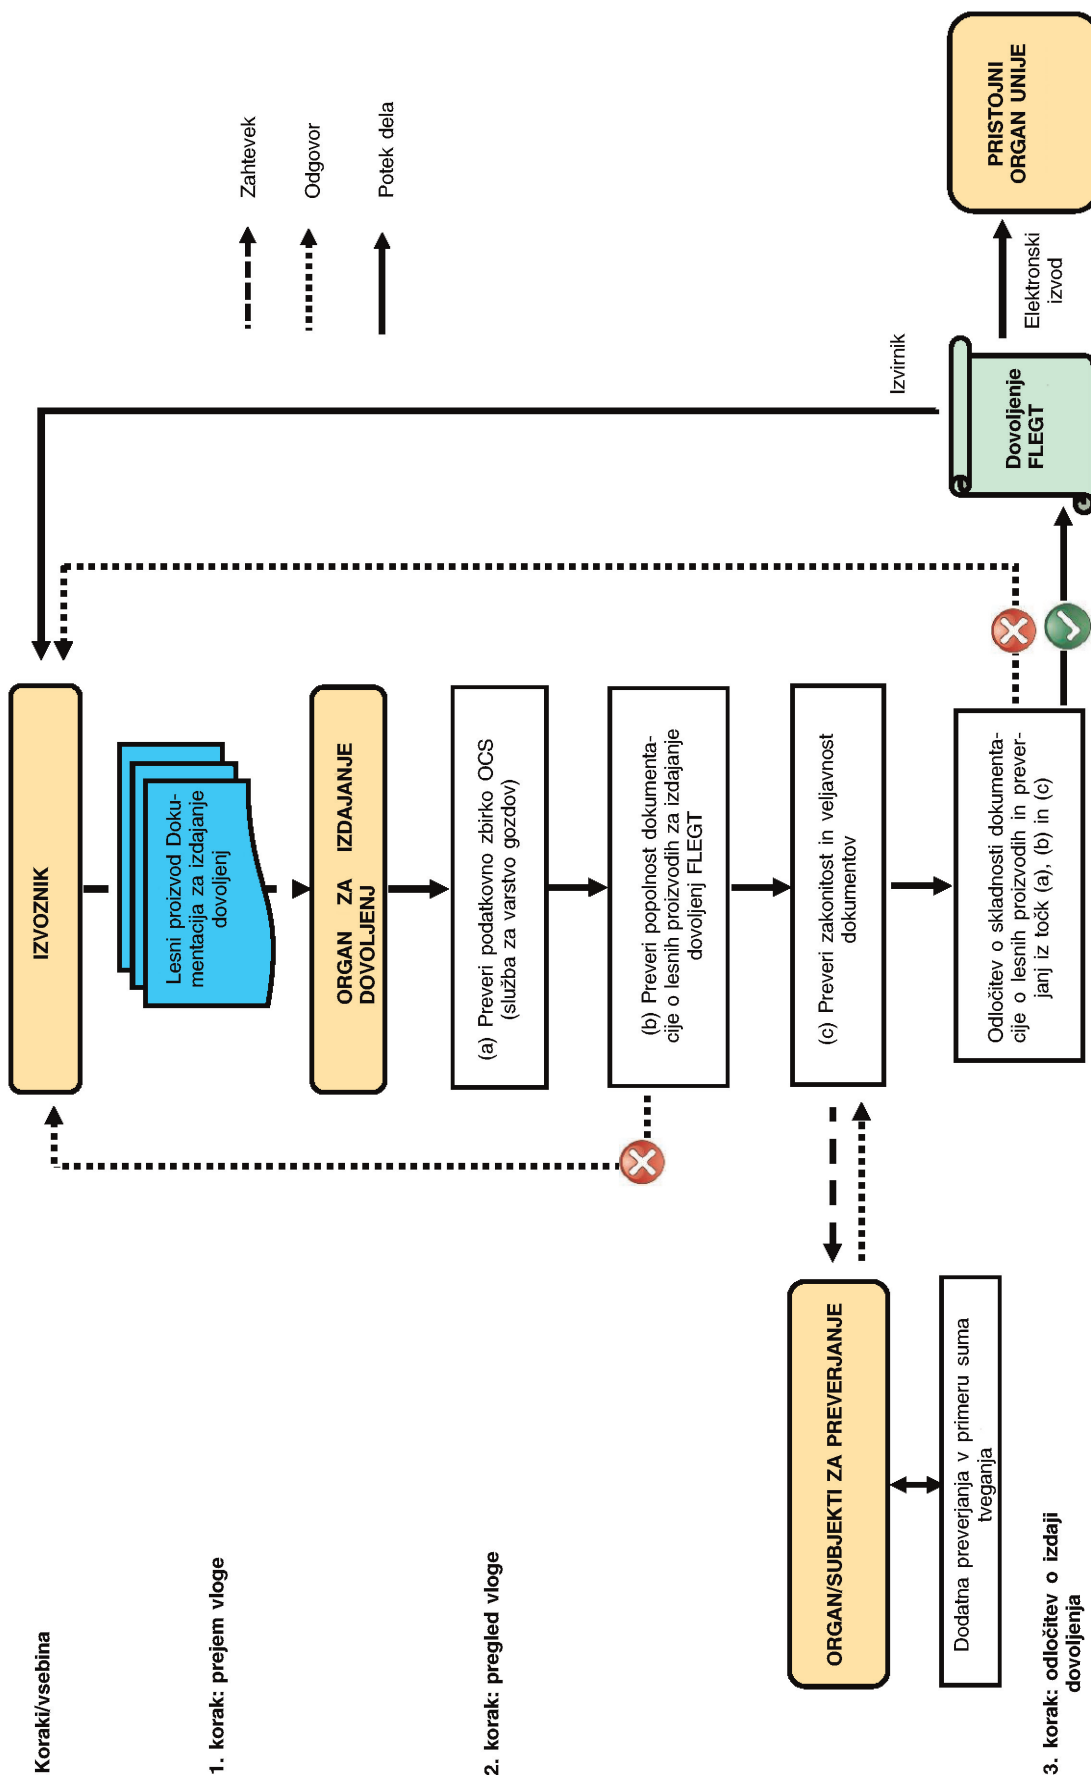 Koraki/vsebina
IZVOZNIK
1. korak: prejem vloge
Lesni proizvod Doku-
mentacija za izdajanje
dovoljenj
Zahtevek
Odgovor
Potek dela
ORGAN ZA IZDAJANJE
DOVOLJENJ
2. korak: pregled vloge
(a) Preveri podatkovno zbirko OCS
(služba za varstvo gozdov)
(b) Preveri popolnost dokumenta-
cije o lesnih proizvodih za izdajanje
dovoljenj FLEGT
ORGAN/SUBJEKTI ZA PREVERJANJE
(c) Preveri zakonitost in veljavnost
dokumentov
Izvirnik
Dodatna preverjanja v primeru suma
tveganja
3. korak: odločitev o izdaji
dovoljenja
Odločitev o skladnosti dokumenta-
cije o lesnih proizvodih in prever-
janj iz točk (a), (b) in (c)
Dovoljenje
FLEGT
Elektronski
izvod
PRISTOJNI
ORGAN UNIJE